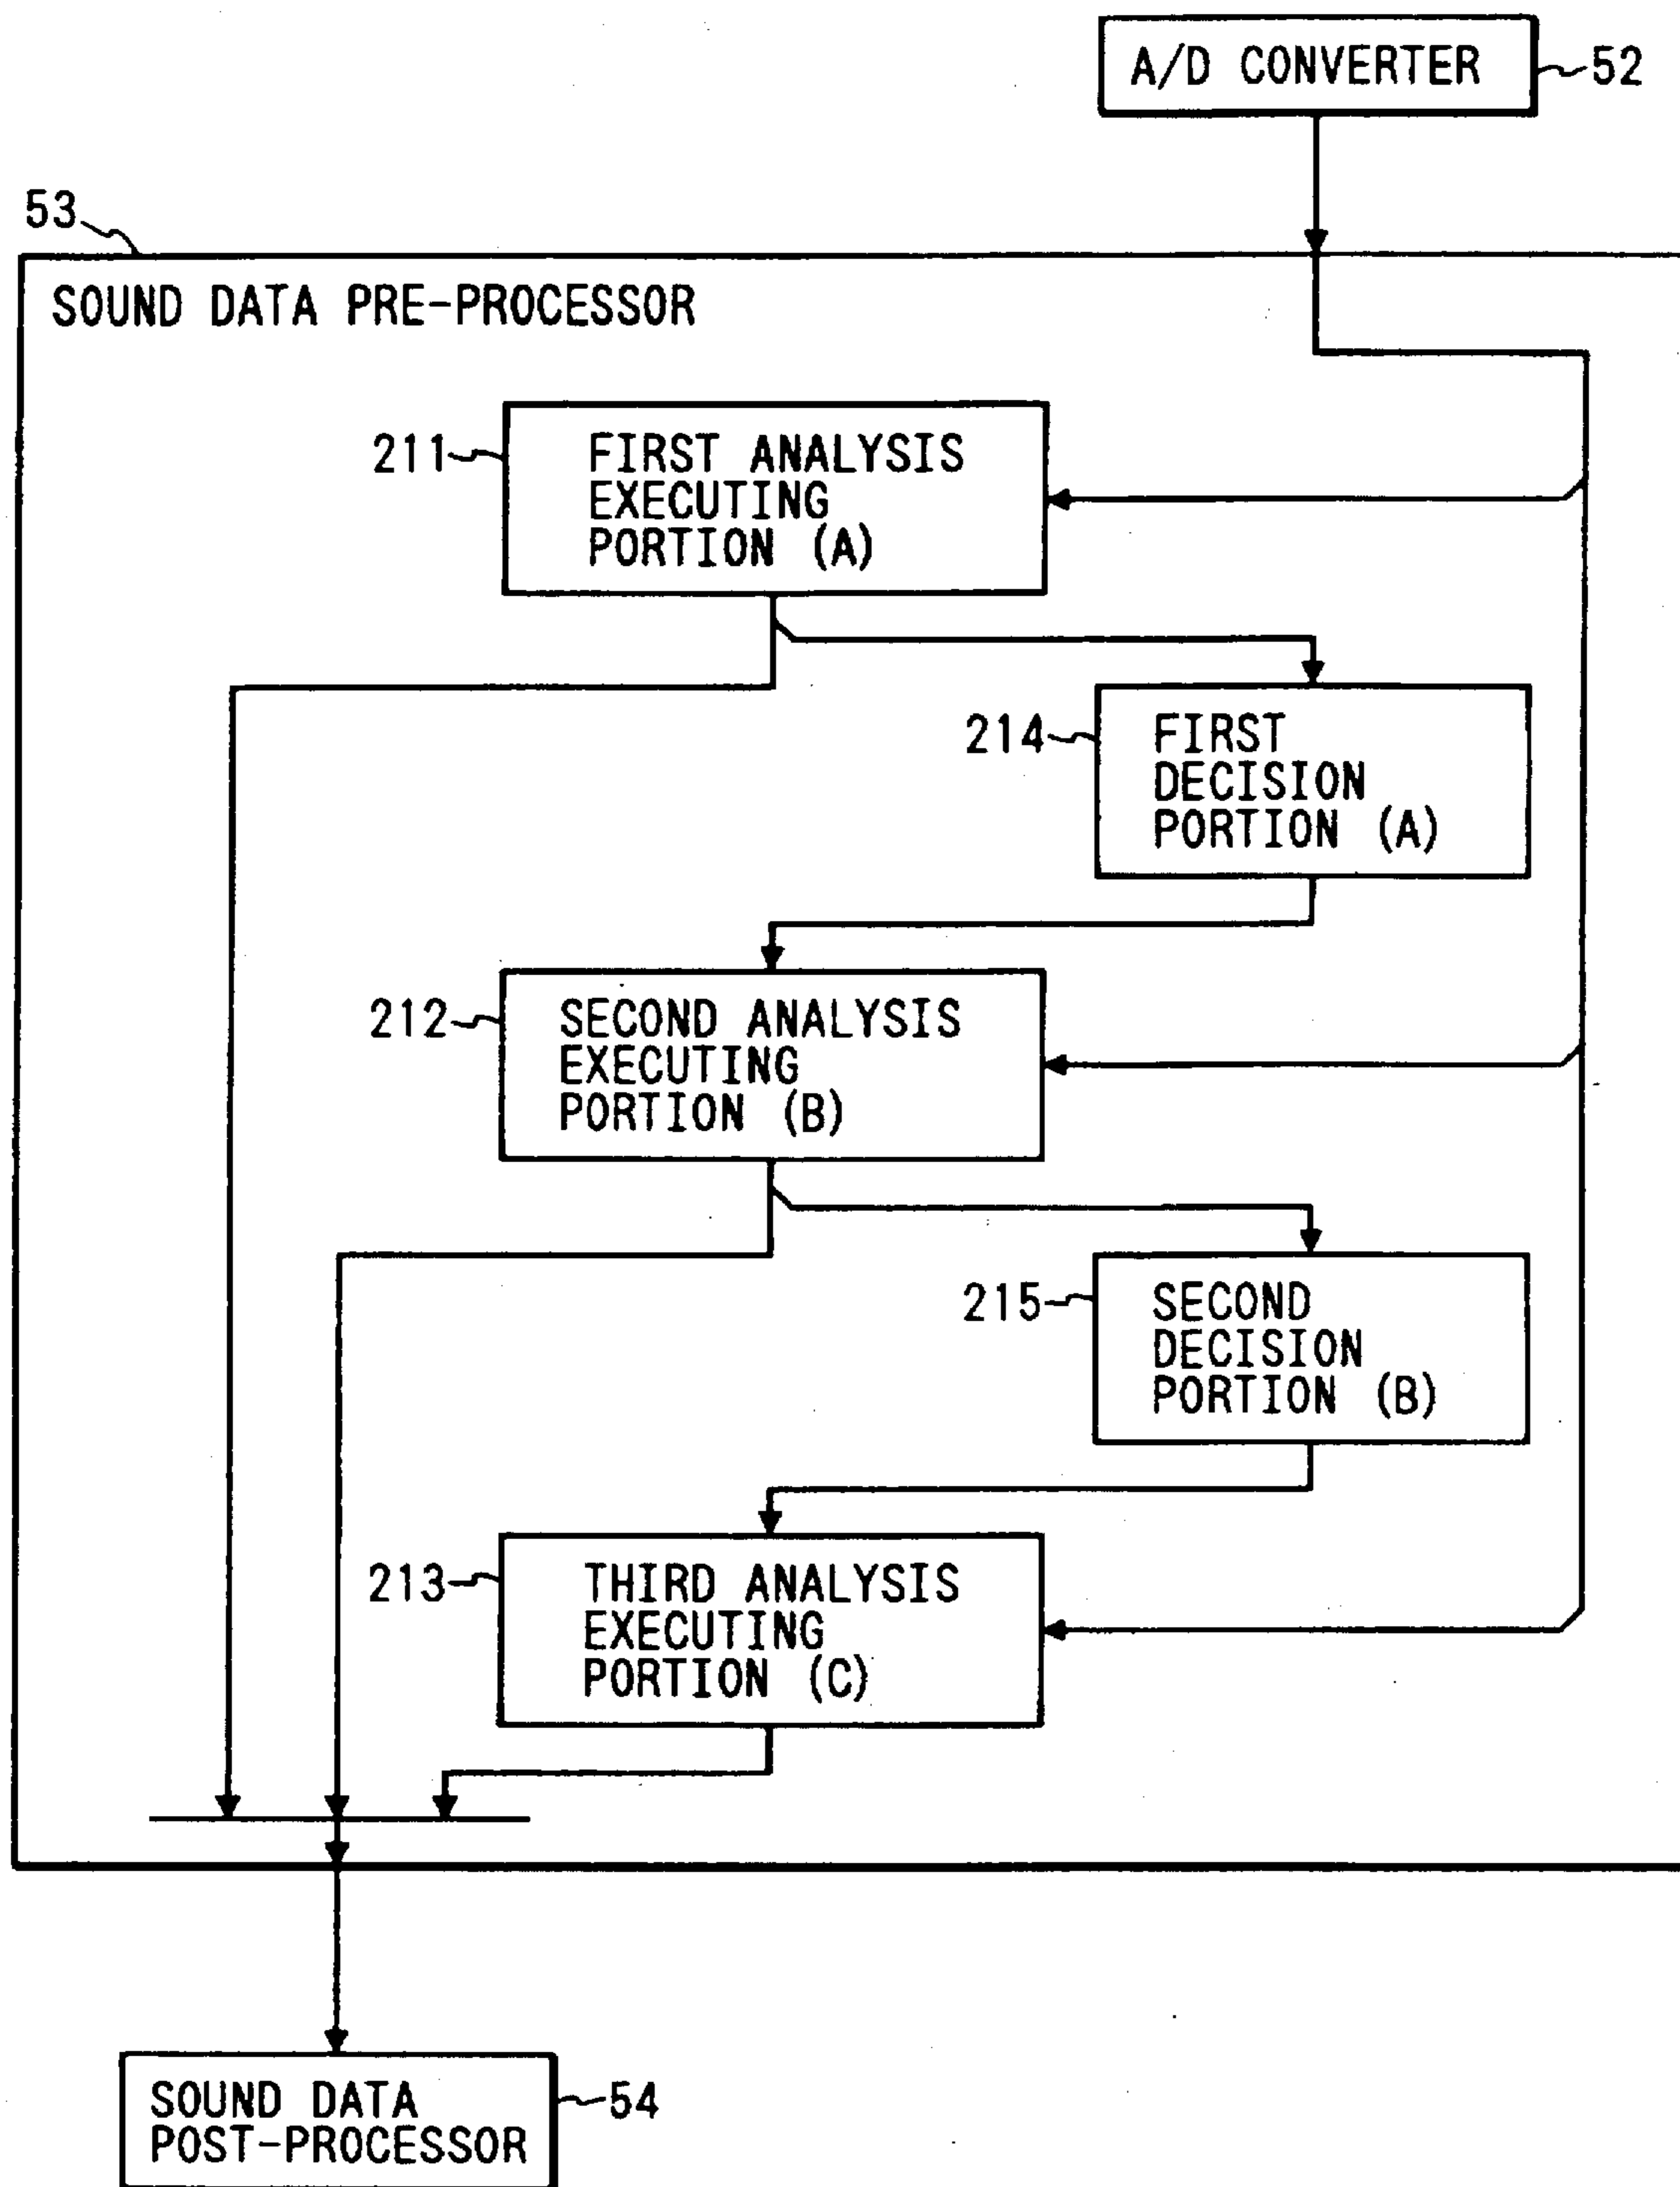 A/D CONVERTER
52
53
SOUND DATA PRE-PROCESSOR
211
FIRST ANALYSIS
EXECUTING
PORTION (A)
214
FIRST
DECISION
PORTION (A)
212
SECOND ANALYSIS
EXECUTING
PORTION (B)
215
SECOND
DECISION
PORTION (B)
213
THIRD ANALYSIS
EXECUTING
PORTION (C)
SOUND DATA
POST-PROCESSOR
54